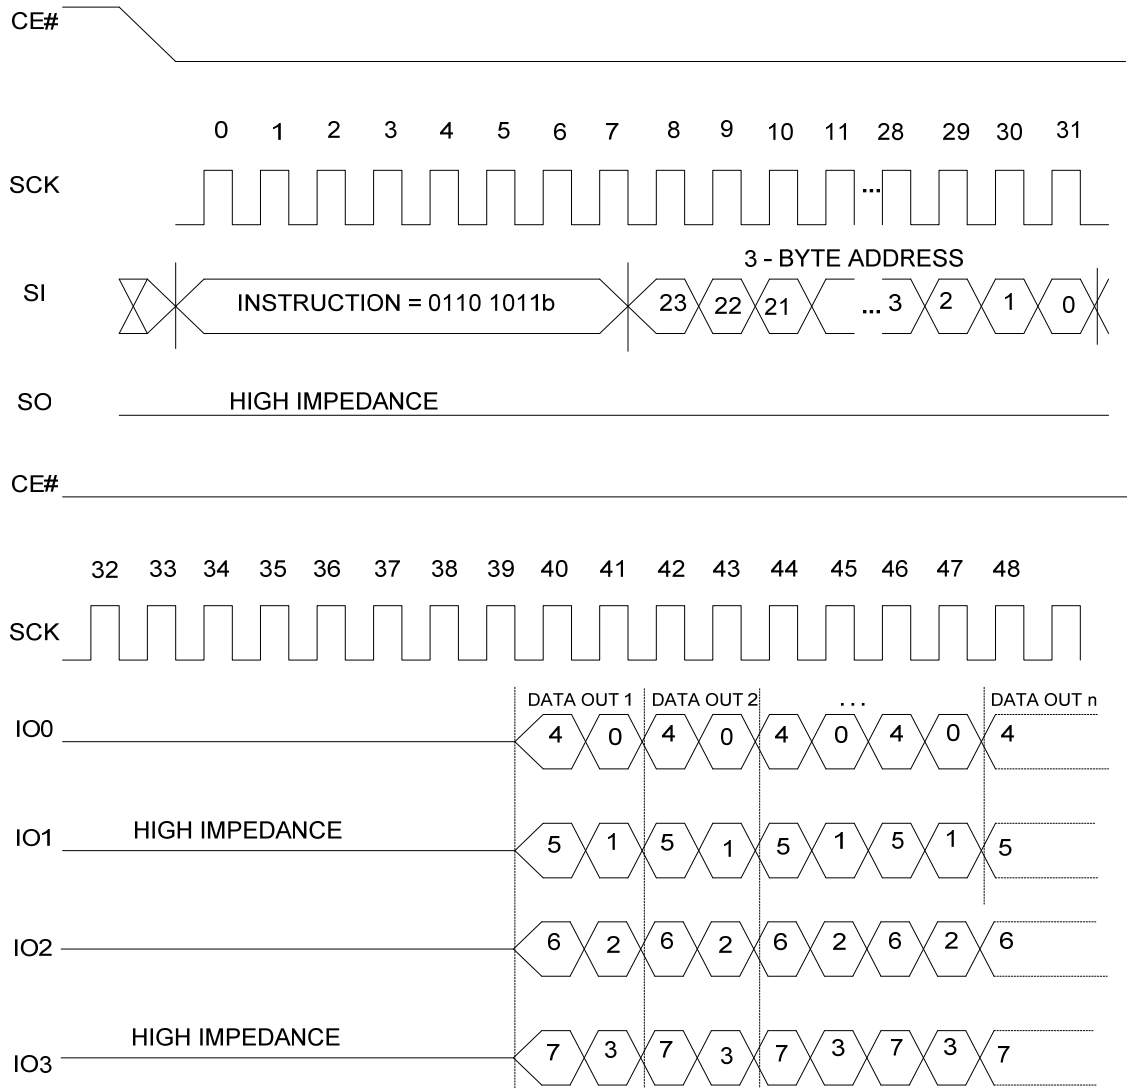 CE#
0 1 2 3 4 5 6 7 8 9 10 11 28 29 30 31
SCK ...
3 - BYTE ADDRESS
SI INSTRUCTION = 0110 1011b 23 22 21 ... 3 2 1 0
SO HIGH IMPEDANCE
CE#
32 33 34 35 36 37 38 39 40 41 42 43 44 45 46 47 48
SCK
DATA OUT 1 DATA OUT 2 ... DATA OUT n
IO0 4 0 4 0 4 0 4 0 4
IO1 HIGH IMPEDANCE 5 1 5 1 5 1 5 1 5
IO2 6 2 6 2 6 2 6 2 6
IO3 HIGH IMPEDANCE 7 3 7 3 7 3 7 3 7